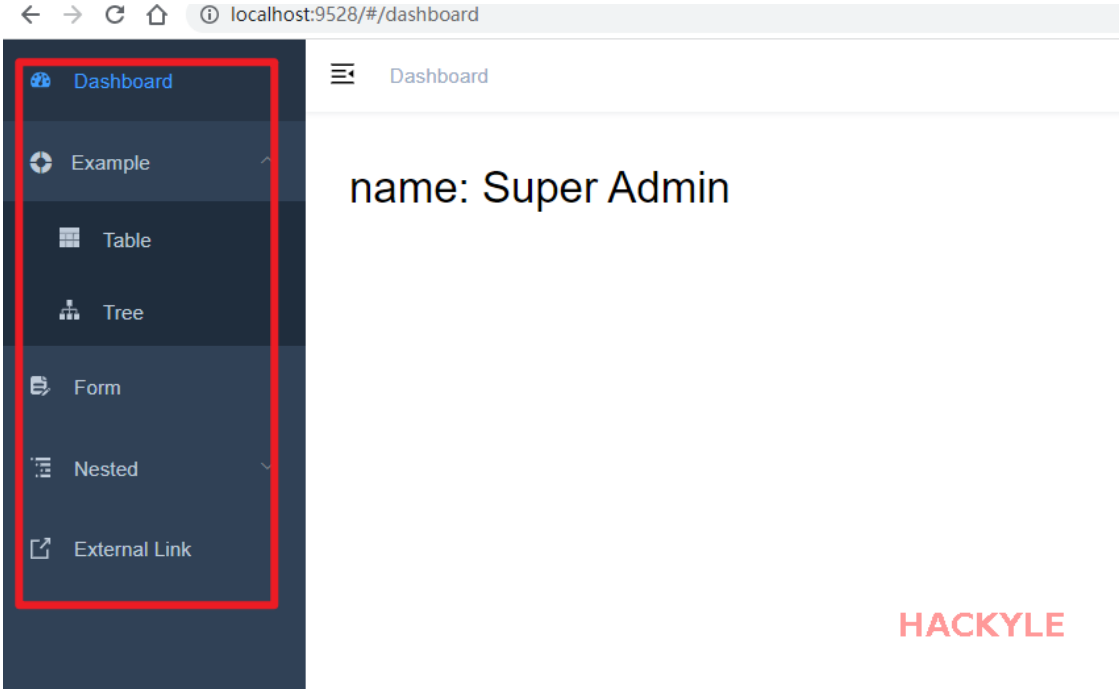 localhost:9528/#/dashboard
Dashboard
Dashboard
Example
name: Super Admin
Table
Tree
Form
Nested
External Link
HACKYLE